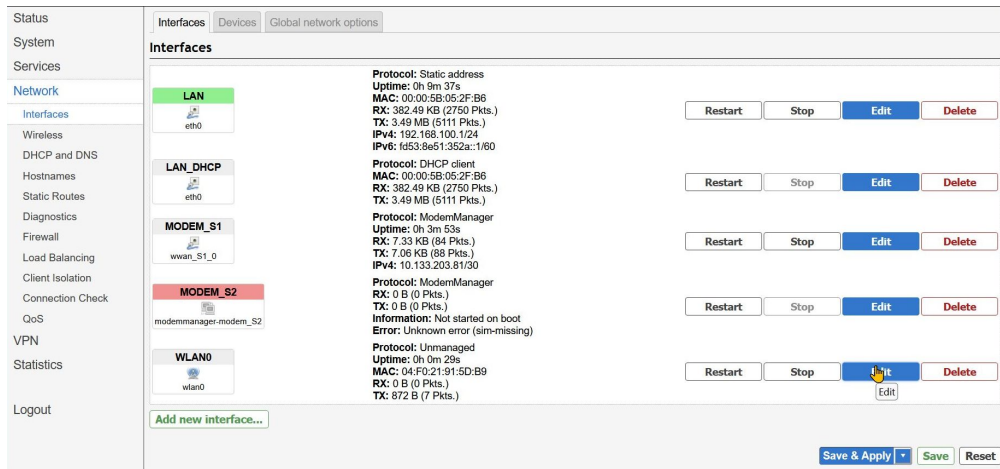 Status
System
Services
Network
Interfaces
Wireless
DHCP and DNS
Hostnames
Static Routes
Diagnostics
Firewall
Load Balancing
Client Isolation
Connection Check
QoS
VPN
Statistics
Logout
Interfaces Devices Global network options
Interfaces
LAN
eth0
Protocol: Static address
Uptime: 0h 9m 37s
MAC: 00:00:5B:05:2F:B6
RX: 382.49 KB (2750 Pkts.)
TX: 3.49 MB (5111 Pkts.)
IPv4: 192.168.100.1/24
IPv6: fd53:8e51:352a::1/60
Restart Stop Edit Delete
LAN_DHCP
eth0
Protocol: DHCP client
MAC: 00:00:5B:05:2F:B6
RX: 382.49 KB (2750 Pkts.)
TX: 3.49 MB (5111 Pkts.)
Restart Stop Edit Delete
MODEM_S1
wwan_S1_0
Protocol: ModemManager
Uptime: 0h 3m 53s
RX: 7.33 KB (84 Pkts.)
TX: 7.06 KB (88 Pkts.)
IPv4: 10.133.203.81/30
Restart Stop Edit Delete
MODEM_S2
modemmanager-modem_S2
Protocol: ModemManager
RX: 0 B (0 Pkts.)
TX: 0 B (0 Pkts.)
Information: Not started on boot
Error: Unknown error (sim-missing)
Restart Stop Edit Delete
WLAN0
wlan0
Protocol: Unmanaged
Uptime: 0h 0m 29s
MAC: 04:F0:21:91:5D:B9
RX: 0 B (0 Pkts.)
TX: 872 B (7 Pkts.)
Restart Stop Edit Delete
Edit
Add new interface...
Save & Apply Save Reset